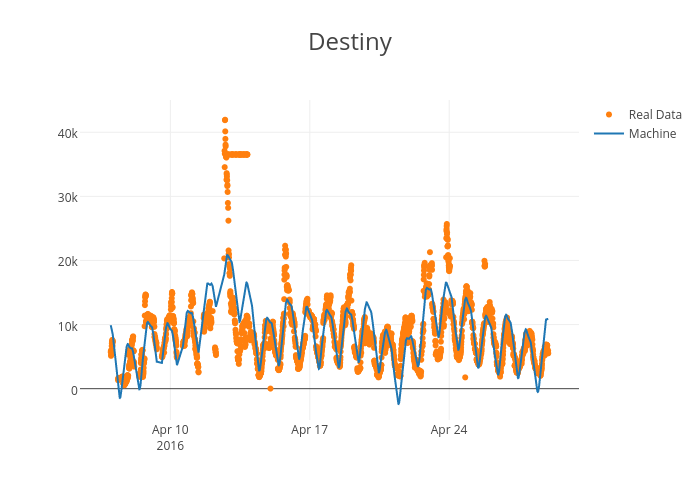 Destiny
Real Data
Machine
40k
30k
20k
10k
0
Apr 10
2016
Apr 17
Apr 24